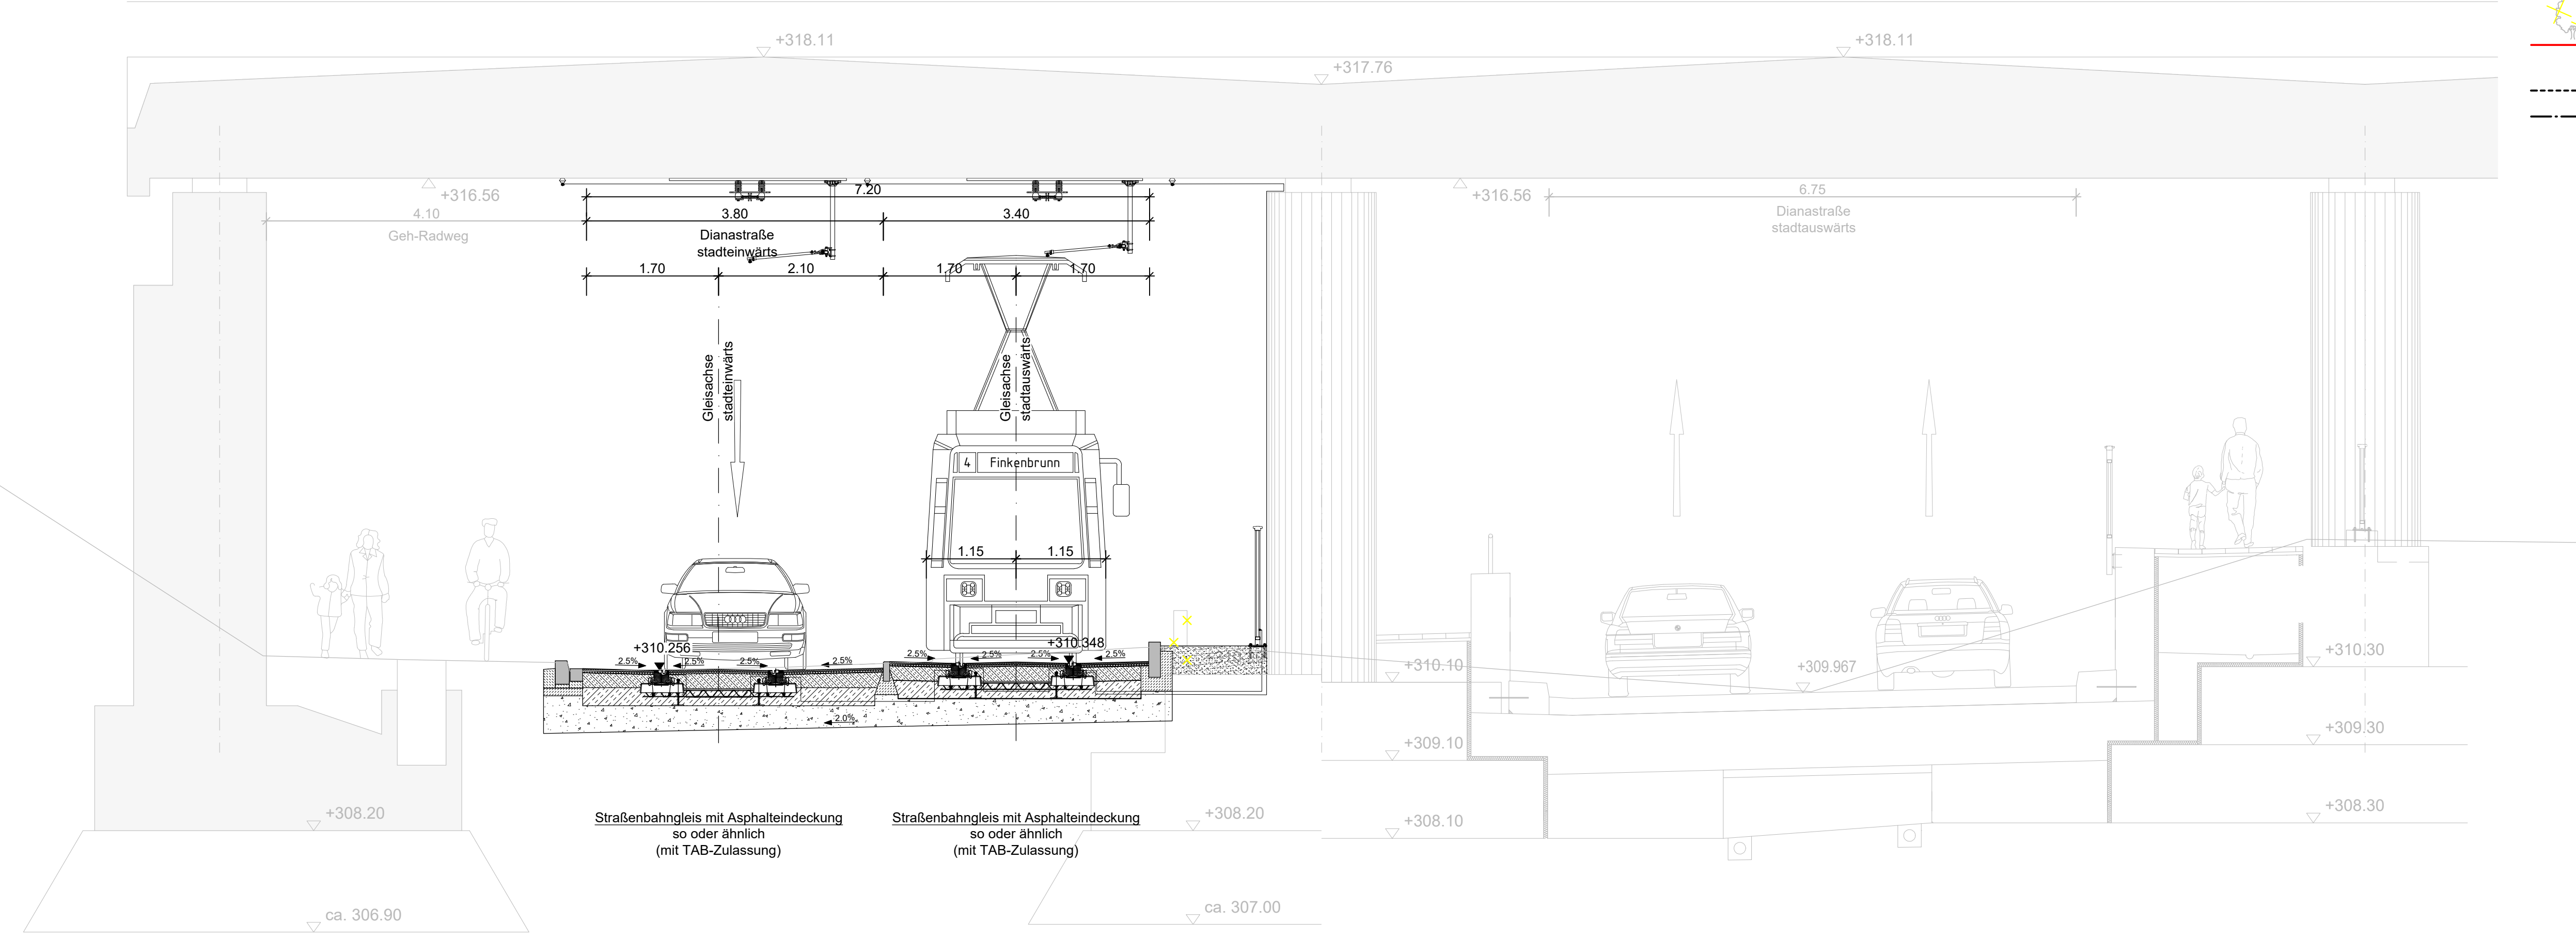 +318.11
+318.11
+317.76
+316.56
7.20
+316.56
6.75
4.10
3.80
3.40
Geh-Radweg
Dianastraße
stadteinwärts
Dianastraße
stadtauswärts
1.70
2.10
1.70
1.70
Gleisachse
stadteinwärts
Gleisachse
stadtauswärts
4
Finkenbrunn
1.15
1.15
+310.256
+310.348
2.5%
2.5%
2.5%
2.5%
2.5%
2.5%
2.5%
2.5%
2.0%
+310.10
+309.967
+310.30
+309.10
+309.30
+308.20
Straßenbahngleis mit Asphalteindeckung
so oder ähnlich
(mit TAB-Zulassung)
Straßenbahngleis mit Asphalteindeckung
so oder ähnlich
(mit TAB-Zulassung)
+308.20
+308.10
+308.30
ca. 306.90
ca. 307.00